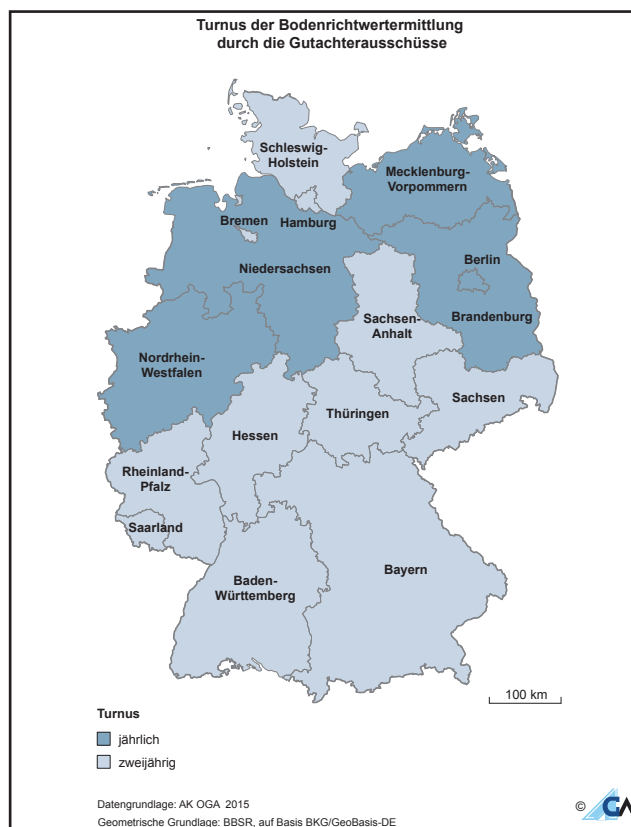 Turnus der Bodenrichtwertermittlung
durch die Gutachterausschüsse
Schleswig-
Holstein
Mecklenburg-
Vorpommern
Bremen
Hamburg
Niedersachsen
Berlin
Brandenburg
Sachsen-
Anhalt
Nordrhein-
Westfalen
Sachsen
Thüringen
Hessen
Rheinland-
Pfalz
Saarland
Bayern
Baden-
Württemberg
100 km
Turnus
jährlich
zweijährig
Datengrundlage: AK OGA 2015
© GA
Geometrische Grundlage: BBSR, auf Basis BKG/GeoBasis-DE